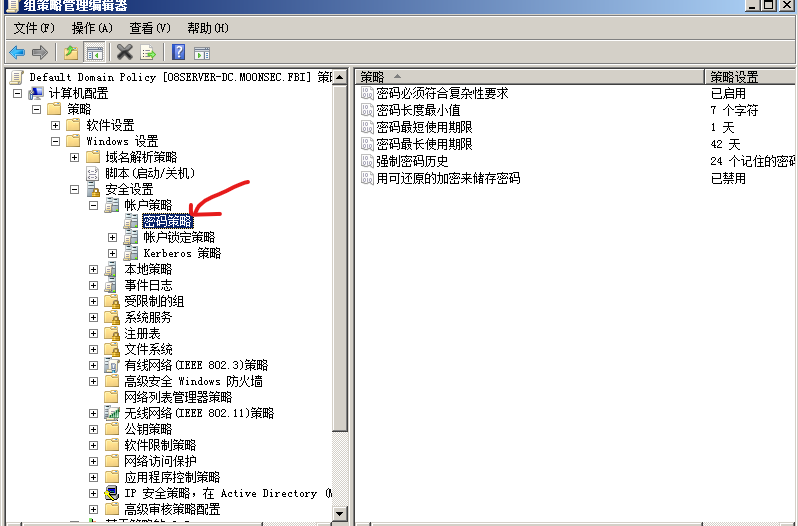 组策略管理编辑器
文件(F) 操作(A) 查看(V) 帮助(H)
Default Domain Policy [08SERVER-DC.MOONSEC.FBI] 策
计算机配置
策略
软件设置
Windows 设置
域名解析策略
脚本(启动/关机)
安全设置
帐户策略
密码策略
帐户锁定策略
Kerberos 策略
本地策略
事件日志
受限制的组
系统服务
注册表
文件系统
有线网络(IEEE 802.3)策略
高级安全 Windows 防火墙
网络列表管理器策略
无线网络(IEEE 802.11)策略
公钥策略
软件限制策略
网络访问保护
应用程序控制策略
IP 安全策略，在 Active Directory (M
高级审核策略配置
策略 策略设置
密码必须符合复杂性要求 已启用
密码长度最小值 7 个字符
密码最短使用期限 1 天
密码最长使用期限 42 天
强制密码历史 24 个记住的密码
用可还原的加密来储存密码 已禁用